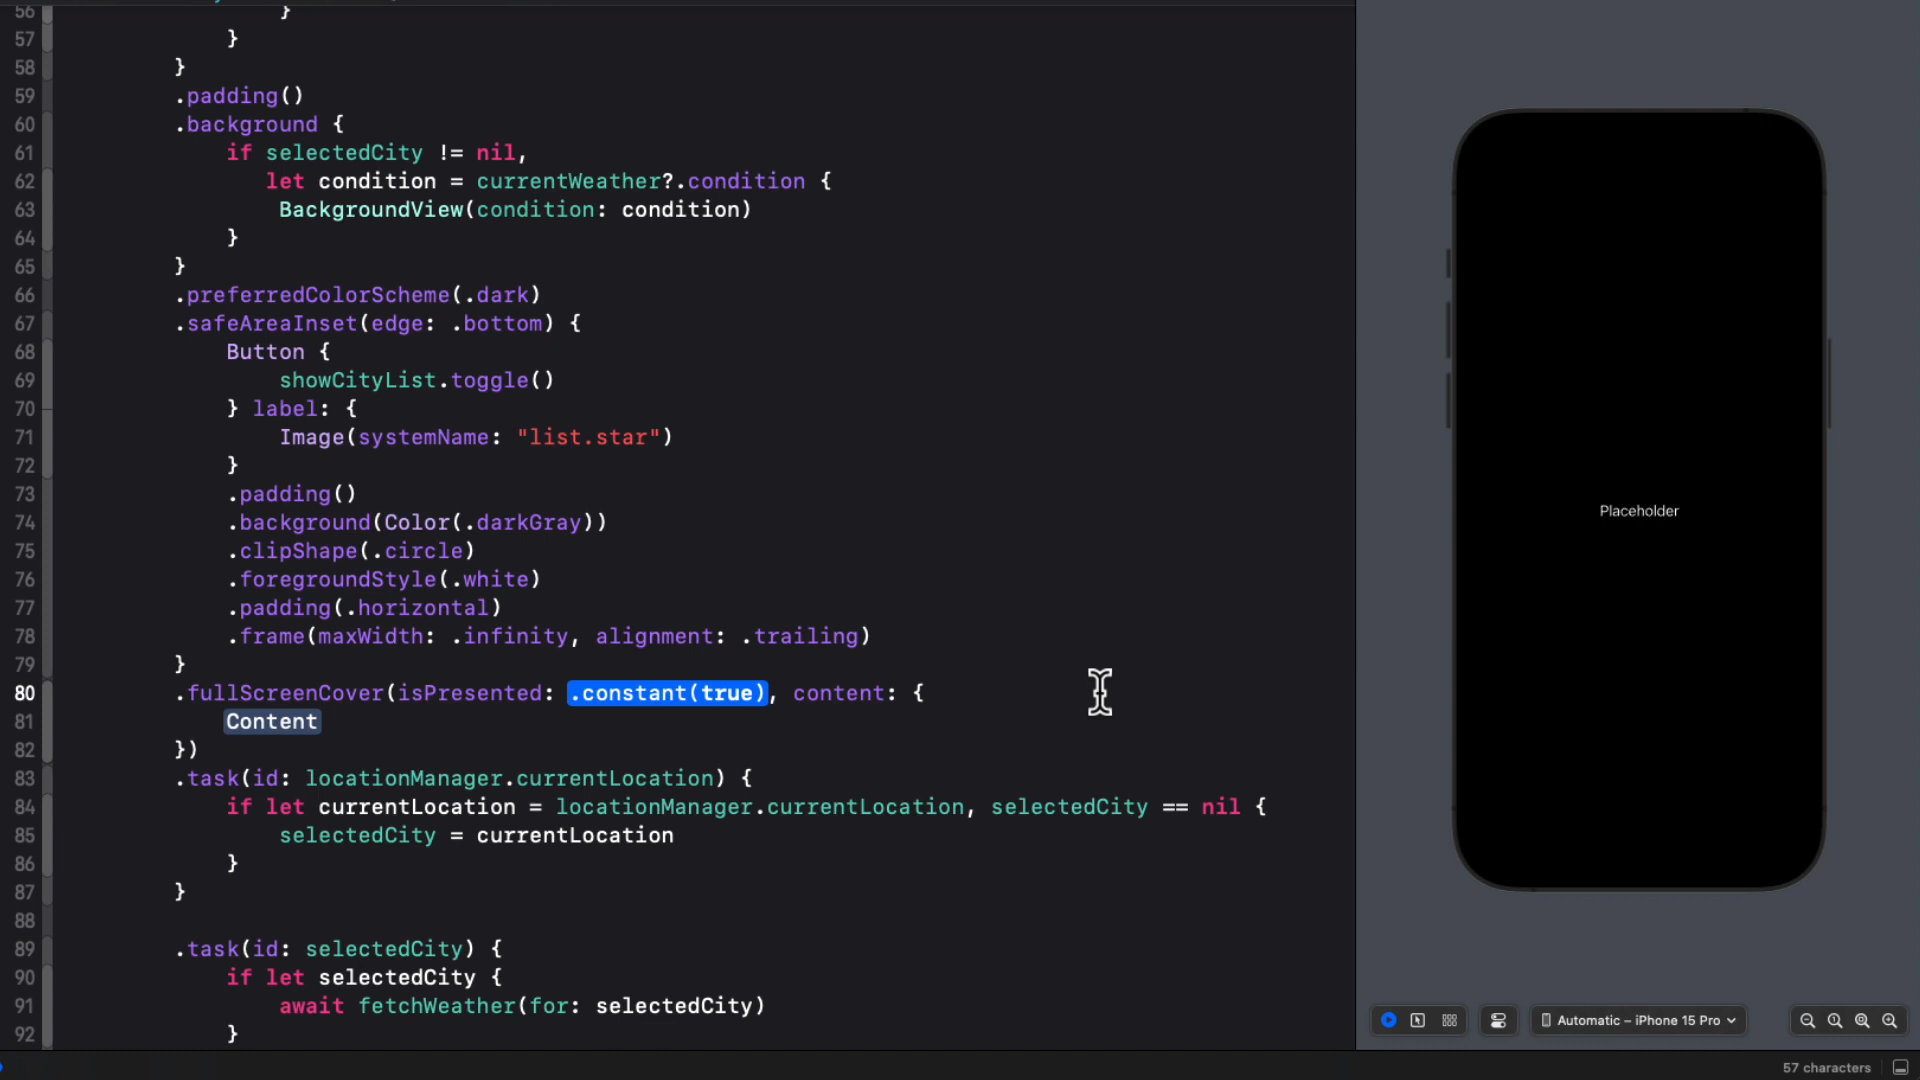 56 }
57 }
58 }
59 .padding()
60 .background {
61 if selectedCity != nil,
62 let condition = currentWeather?.condition {
63 BackgroundView(condition: condition)
64 }
65 }
66 .preferredColorScheme(.dark)
67 .safeAreaInset(edge: .bottom) {
68 Button {
69 showCityList.toggle()
70 } label: {
71 Image(systemName: "list.star")
72 }
73 .padding()
74 .background(Color(.darkGray))
75 .clipShape(.circle)
76 .foregroundStyle(.white)
77 .padding(.horizontal)
78 .frame(maxWidth: .infinity, alignment: .trailing)
79 }
80 .fullScreenCover(isPresented: .constant(true), content: {
81 Content
82 })
83 .task(id: locationManager.currentLocation) {
84 if let currentLocation = locationManager.currentLocation, selectedCity == nil {
85 selectedCity = currentLocation
86 }
87 }
88
89 .task(id: selectedCity) {
90 if let selectedCity {
91 await fetchWeather(for: selectedCity)
92 }
Placeholder
Automatic – iPhone 15 Pro
57 characters